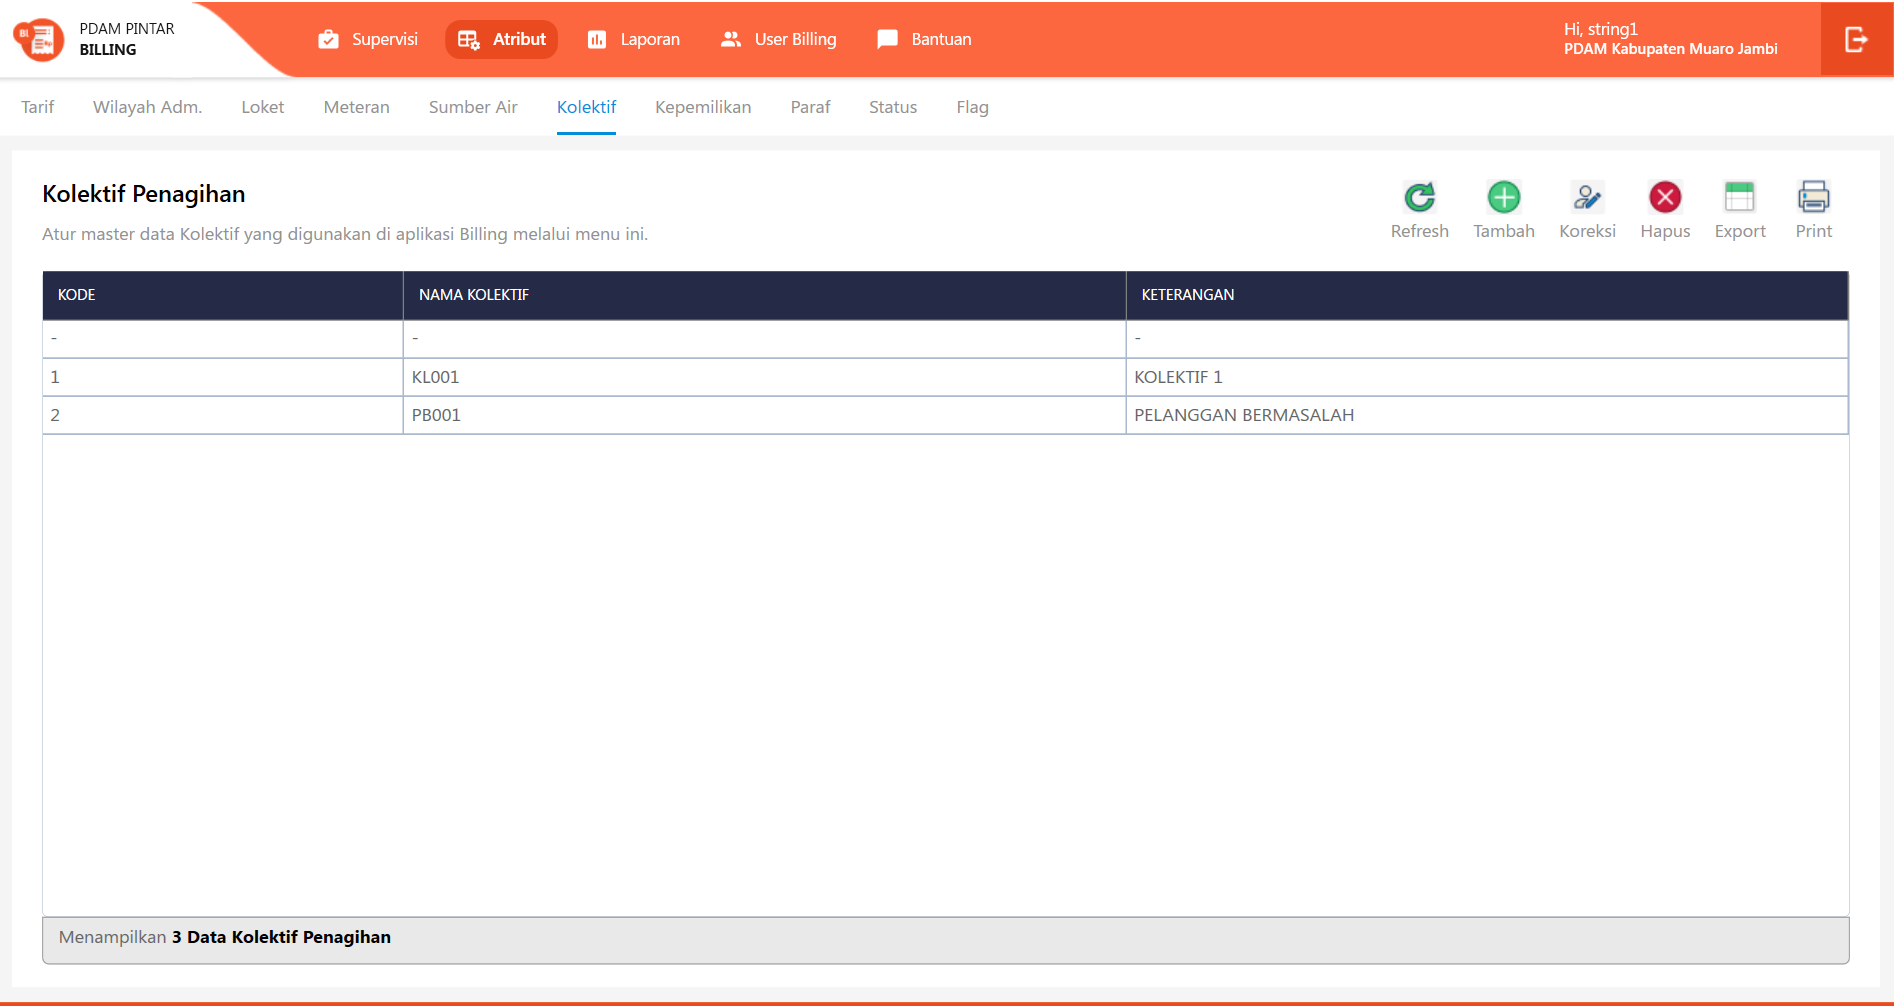 PDAM PINTAR
BILLING
Supervisi
Atribut
Laporan
User Billing
Bantuan
Hi, string1
PDAM Kabupaten Muaro Jambi
Tarif
Wilayah Adm.
Loket
Meteran
Sumber Air
Kolektif
Kepemilikan
Paraf
Status
Flag
Kolektif Penagihan
Atur master data Kolektif yang digunakan di aplikasi Billing melalui menu ini.
Refresh
Tambah
Koreksi
Hapus
Export
Print
KODE NAMA KOLEKTIF KETERANGAN
- - -
1 KL001 KOLEKTIF 1
2 PB001 PELANGGAN BERMASALAH
Menampilkan 3 Data Kolektif Penagihan